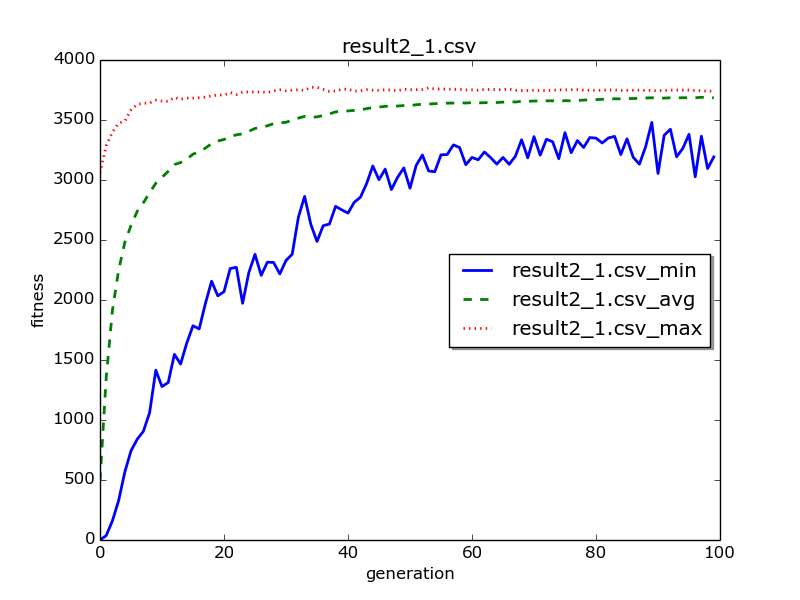 result2_1.csv
4000
3500
3000
2500
2000
1500
1000
500
0
fitness
result2_1.csv_min
result2_1.csv_avg
result2_1.csv_max
0 20 40 60 80 100
generation